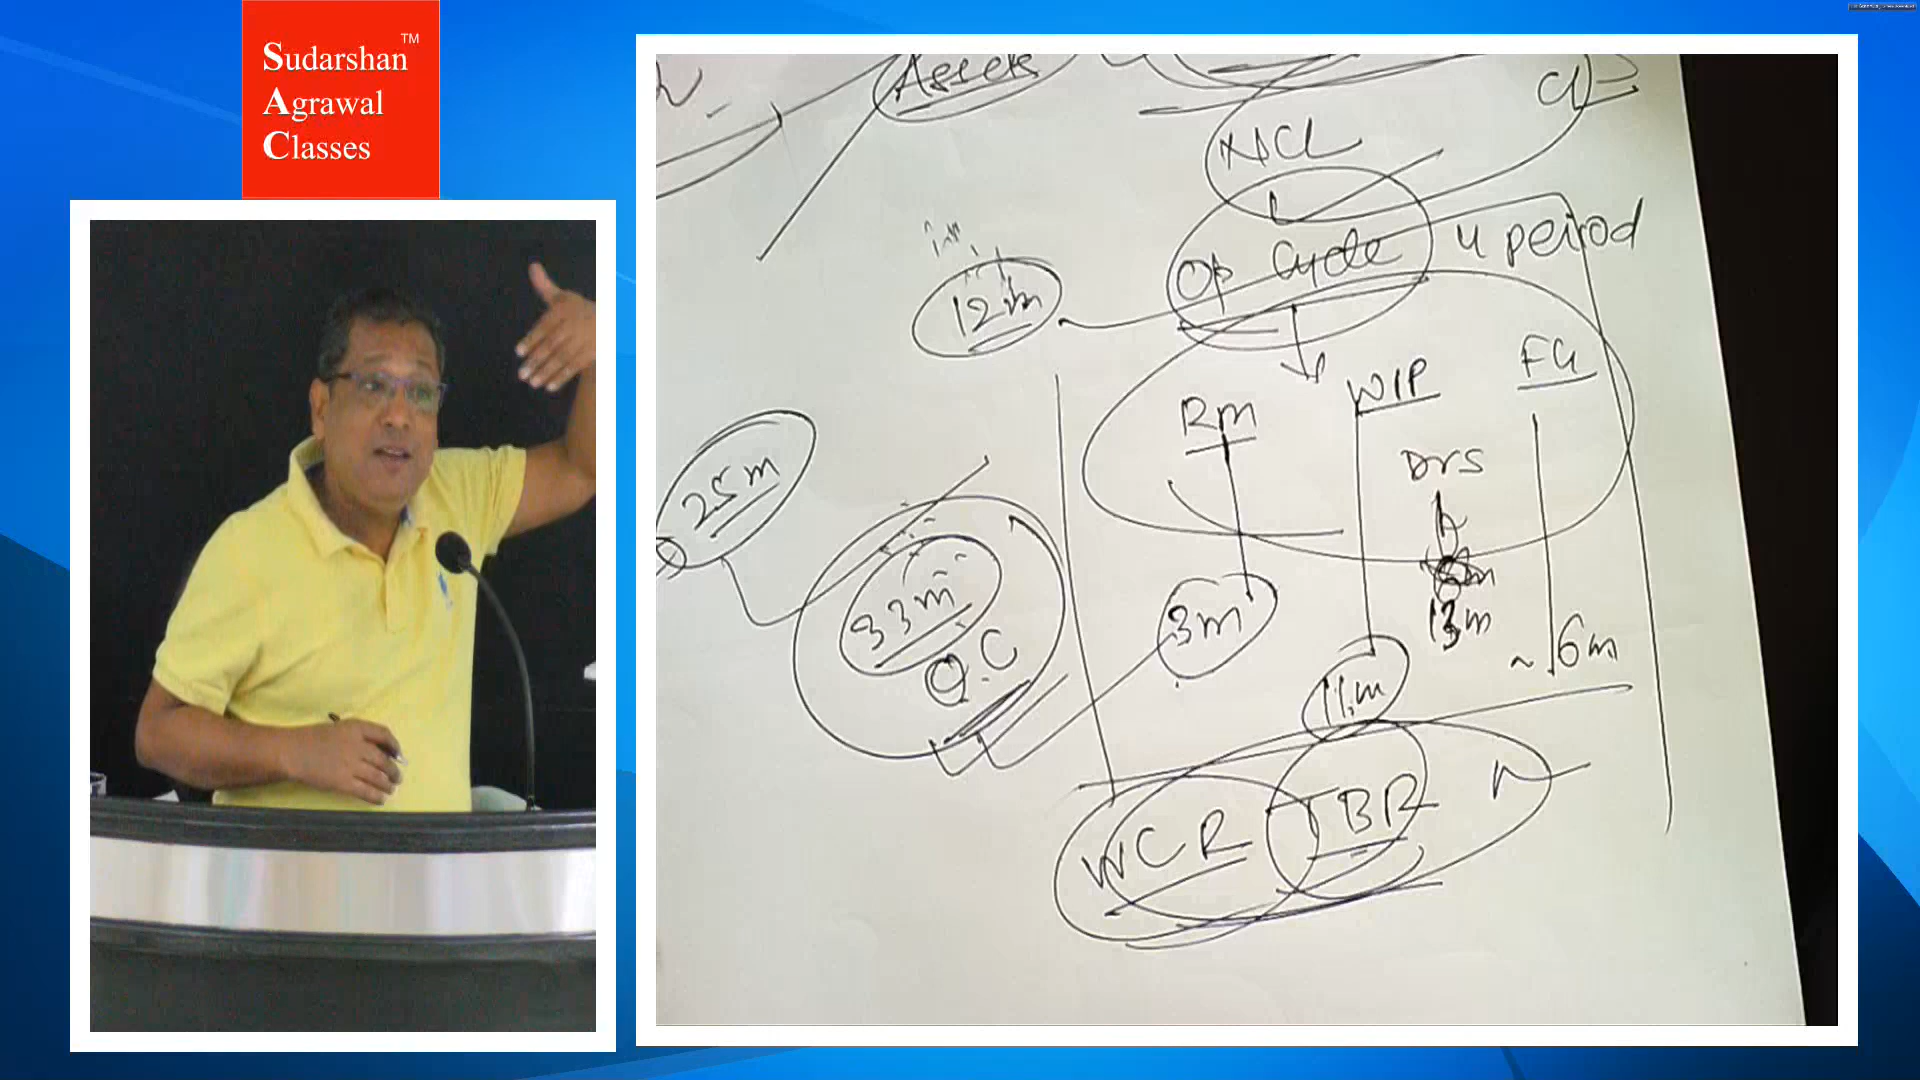 Sudarshan™
Agrawal
Classes
Assets
CL
NCL
Op Cycle 4 period
12m
RM WIP FG
Drs
25m
33m
O.C
3m
13m
~6m
11m
WCR TBR